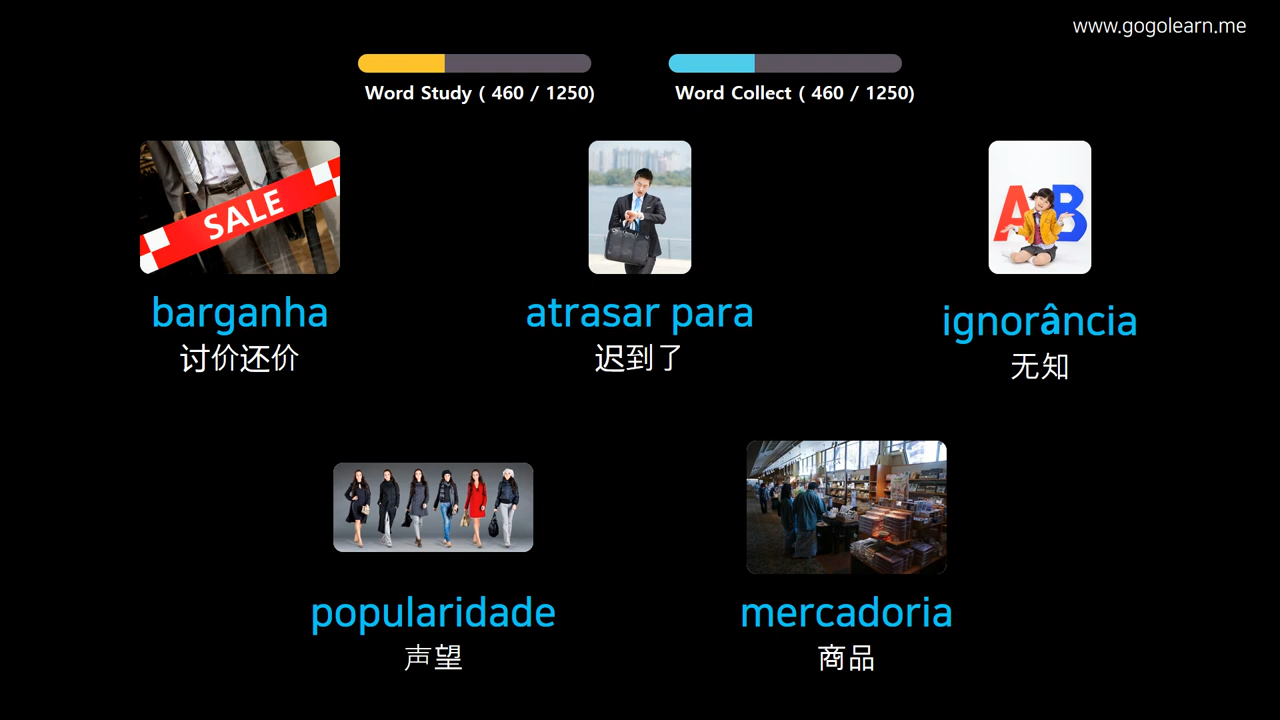 www.gogolearn.me
Word Study ( 460 / 1250)
Word Collect ( 460 / 1250)
SALE
A B
barganha
讨价还价
atrasar para
迟到了
ignorância
无知
popularidade
声望
mercadoria
商品